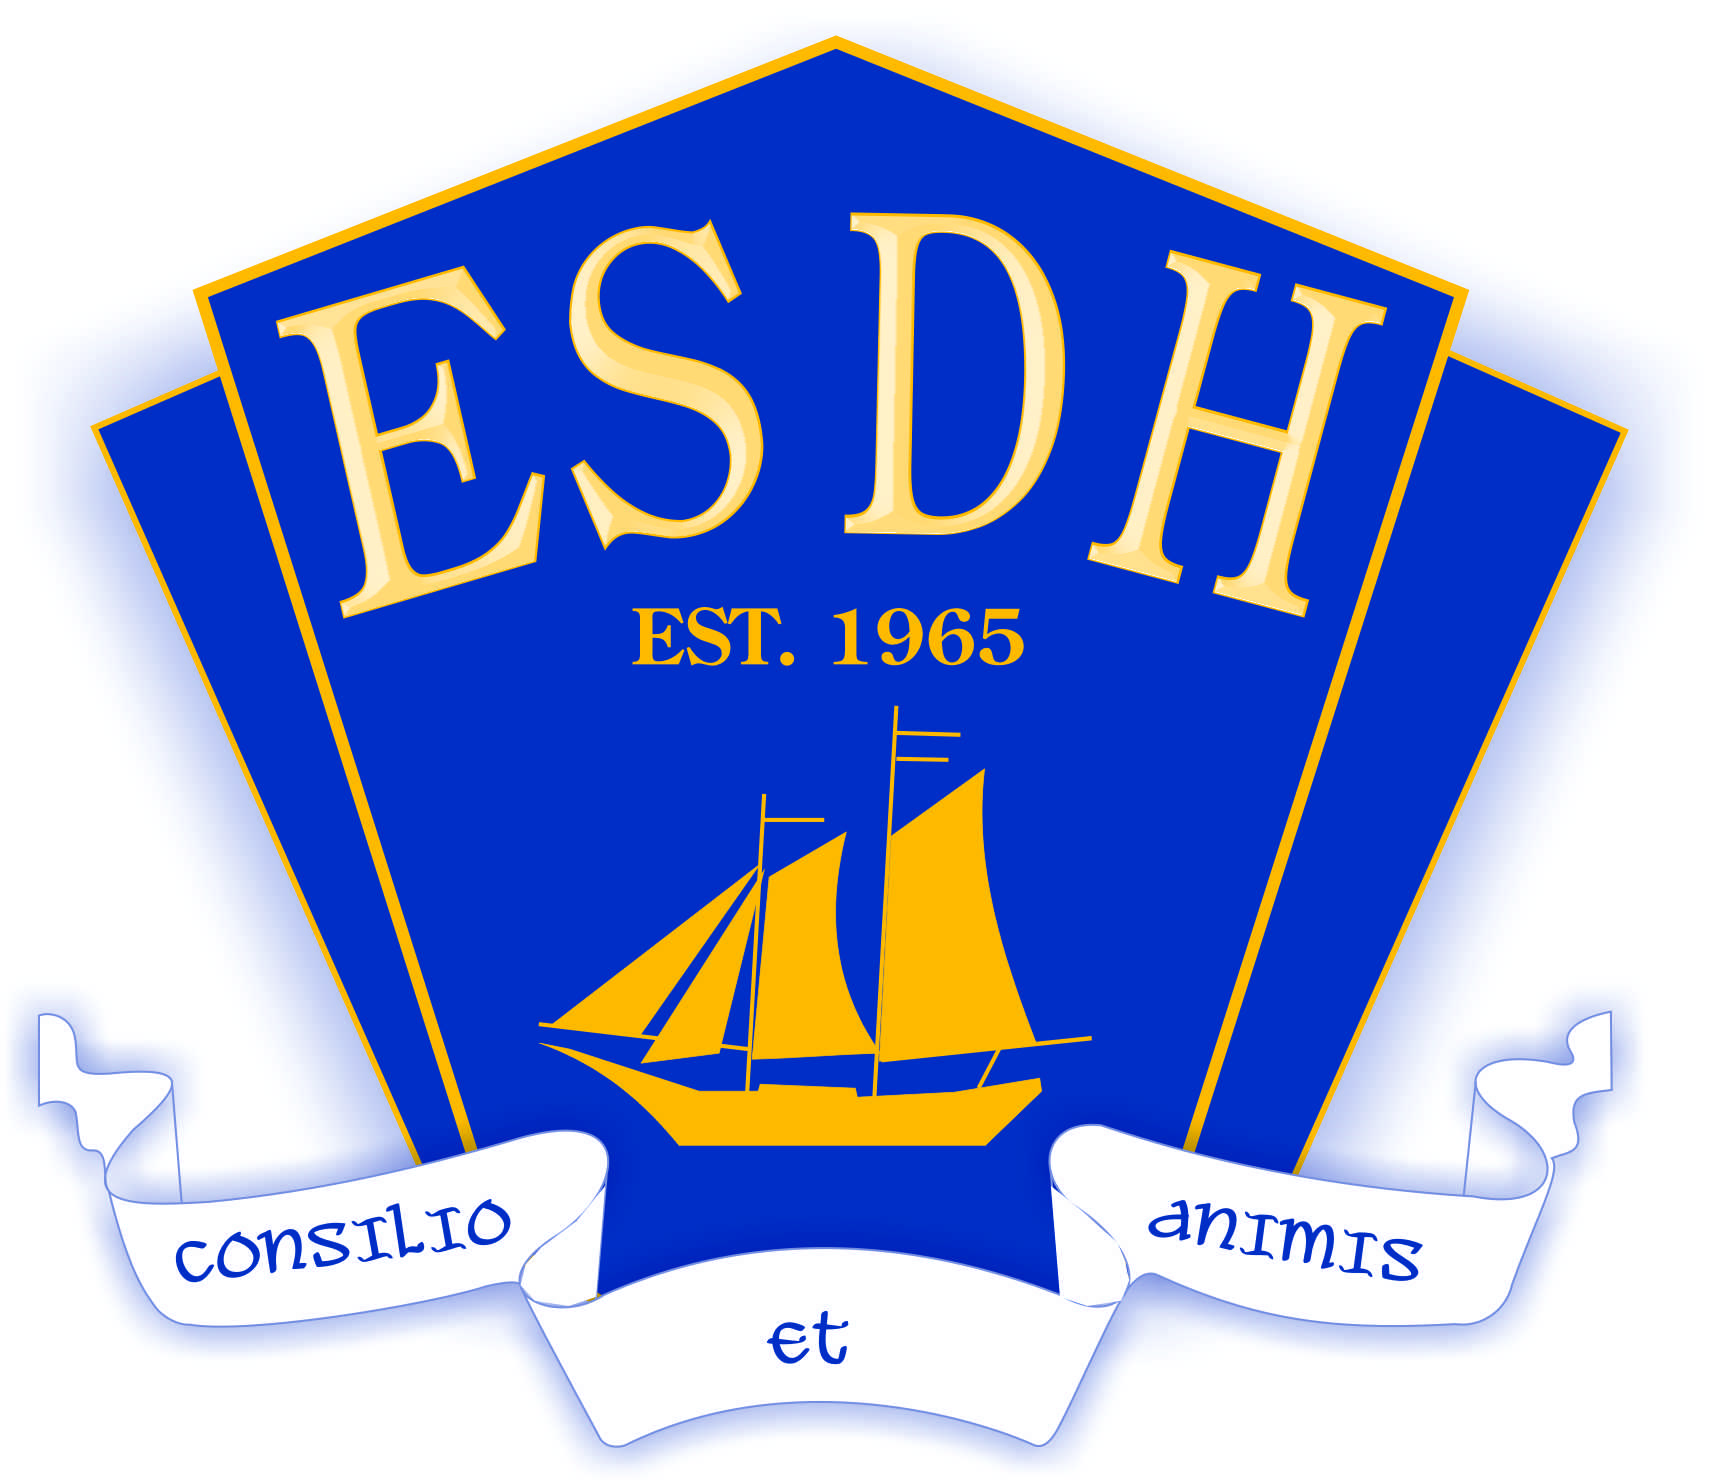 ESDH
EST. 1965
consilio
et
animis